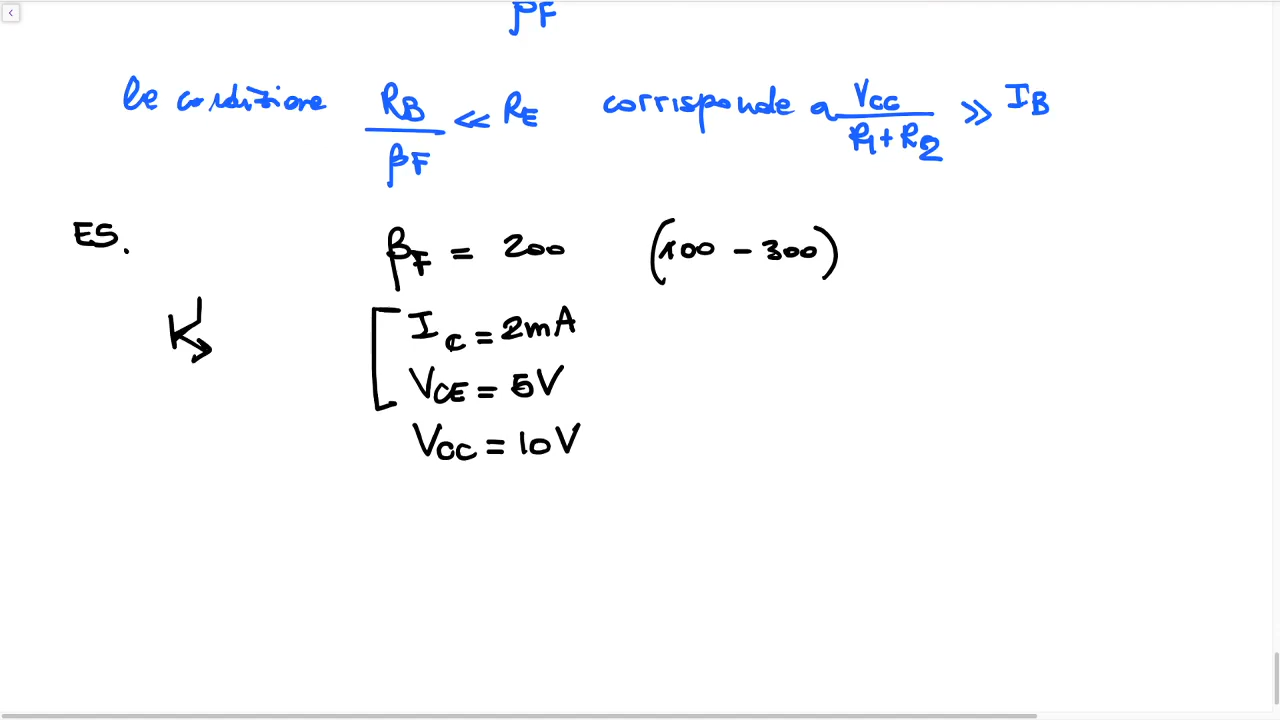 βF
la condizione RB/βF << RE corrisponde a VCC/R1+R2 >> IB
ES. βF = 200 (100 - 300)
IC = 2mA
VCE = 5V
VCC = 10V